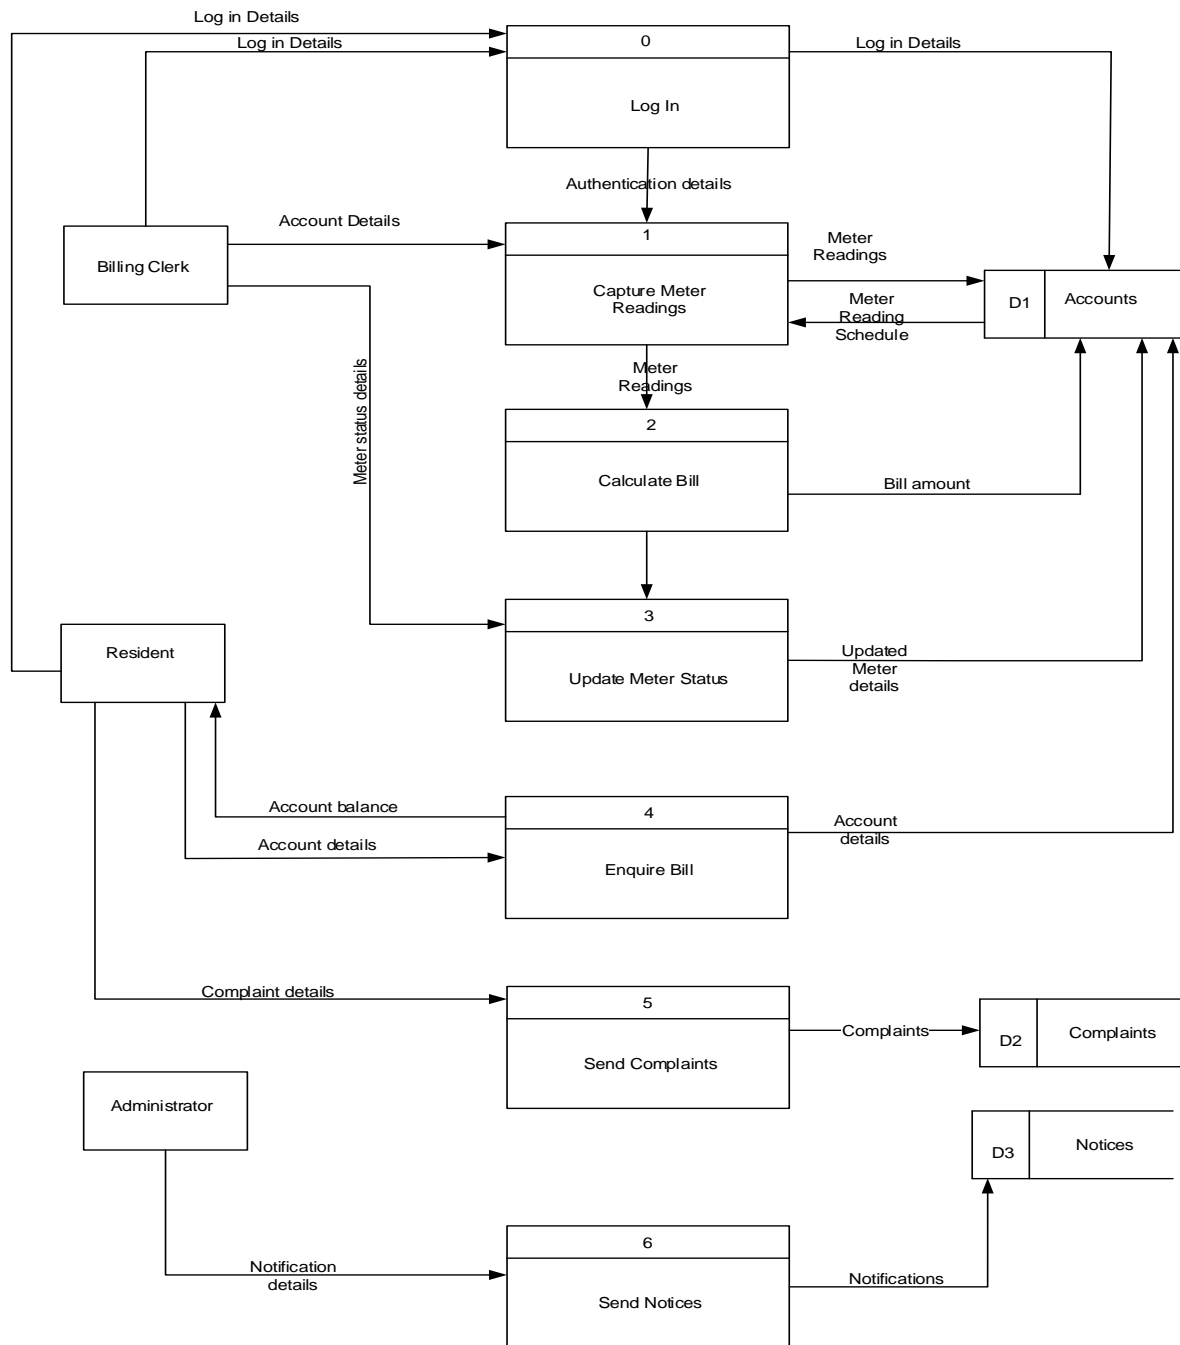 Log in Details
Log in Details
0
Log in Details
Log In
Authentication details
Account Details
1
Meter
Readings
Billing Clerk
Capture Meter
Readings
D1
Accounts
Meter
Reading
Schedule
Meter
Readings
Meter status details
2
Calculate Bill
Bill amount
3
Resident
Update Meter Status
Updated
Meter
details
Account balance
4
Account
details
Account details
Enquire Bill
Complaint details
5
Complaints
D2
Complaints
Send Complaints
Administrator
D3
Notices
6
Notification
details
Notifications
Send Notices